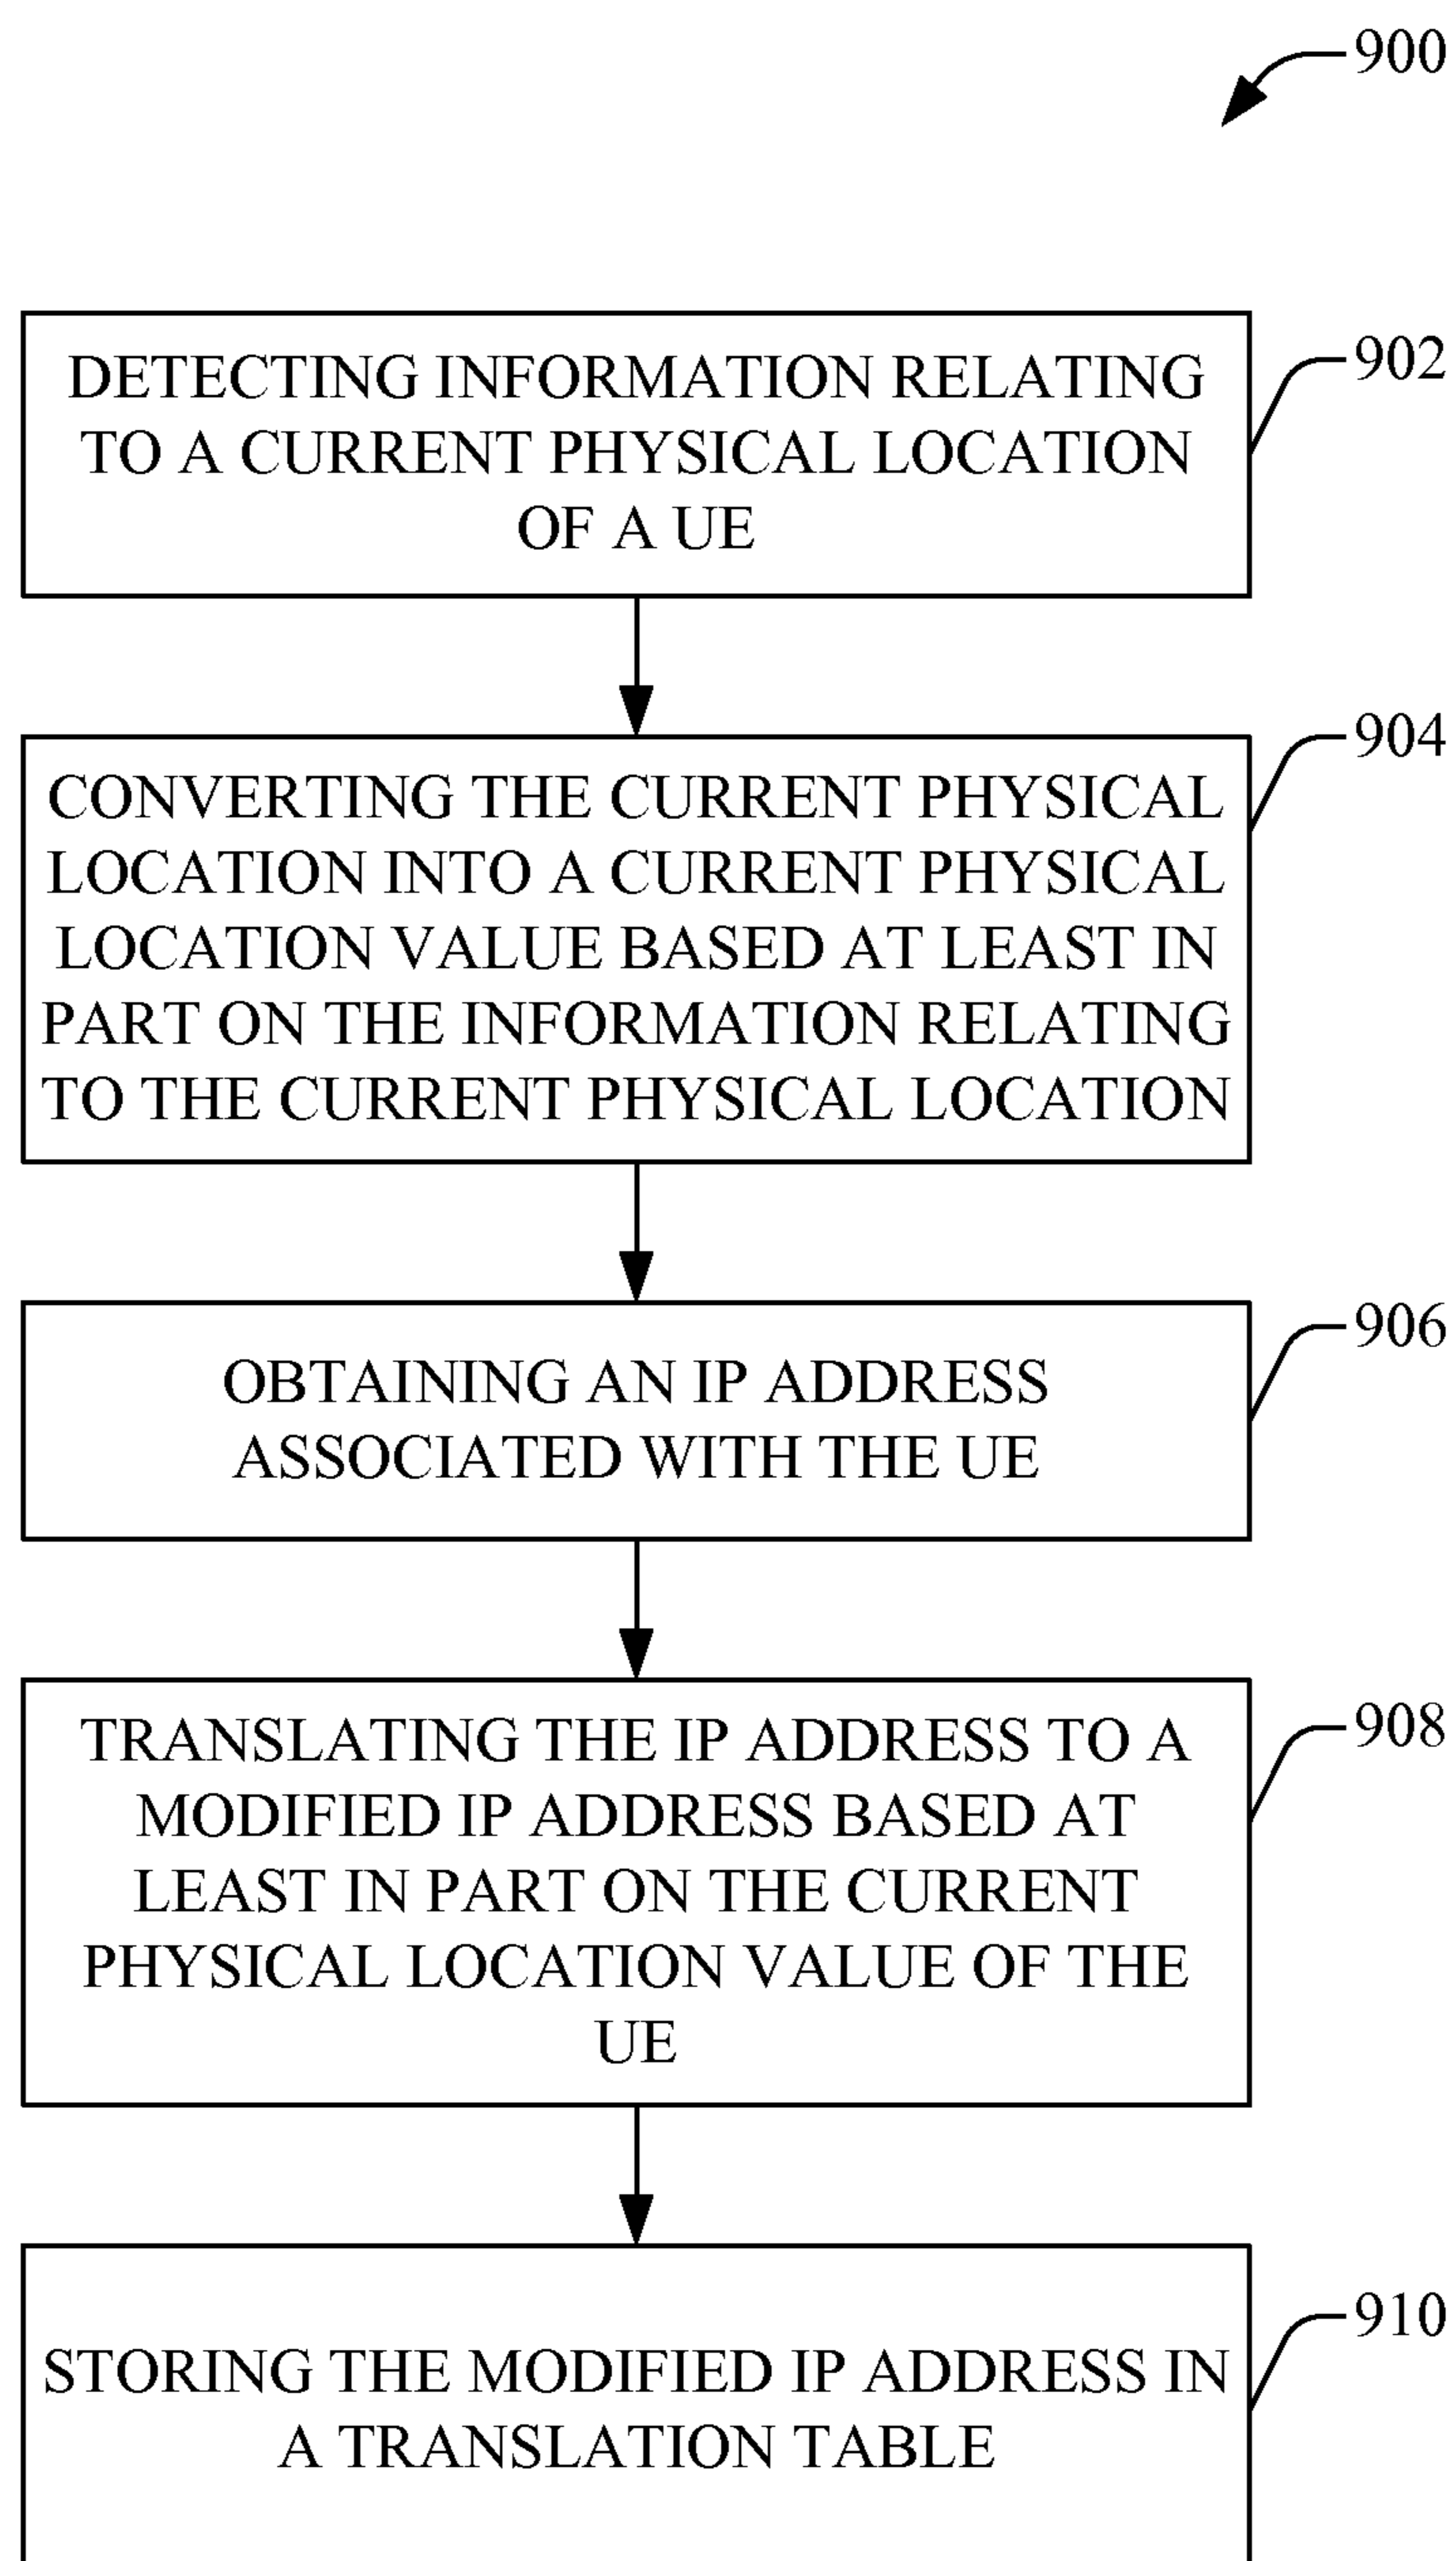 900
DETECTING INFORMATION RELATING
TO A CURRENT PHYSICAL LOCATION
OF A UE
902
CONVERTING THE CURRENT PHYSICAL
LOCATION INTO A CURRENT PHYSICAL
LOCATION VALUE BASED AT LEAST IN
PART ON THE INFORMATION RELATING
TO THE CURRENT PHYSICAL LOCATION
904
OBTAINING AN IP ADDRESS
ASSOCIATED WITH THE UE
906
TRANSLATING THE IP ADDRESS TO A
MODIFIED IP ADDRESS BASED AT
LEAST IN PART ON THE CURRENT
PHYSICAL LOCATION VALUE OF THE
UE
908
STORING THE MODIFIED IP ADDRESS IN
A TRANSLATION TABLE
910